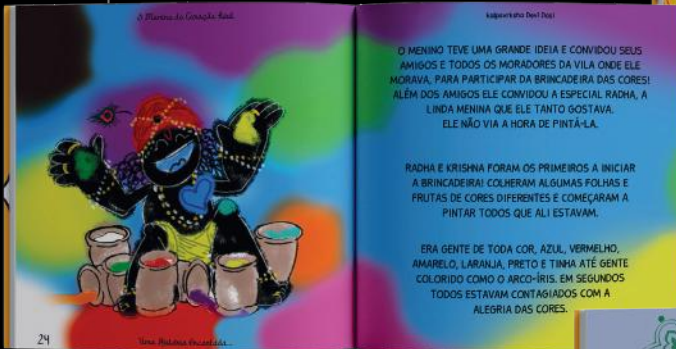 O Menino do Coração Azul
24
Uma História Encantada...
Kalpavriksha Devi Dasi
O MENINO TEVE UMA GRANDE IDEIA E CONVIDOU SEUS
AMIGOS E TODOS OS MORADORES DA VILA ONDE ELE
MORAVA, PARA PARTICIPAR DA BRINCADEIRA DAS CORES!
ALÉM DOS AMIGOS ELE CONVIDOU A ESPECIAL RADHA, A
LINDA MENINA QUE ELE TANTO GOSTAVA.
ELE NÃO VIA A HORA DE PINTÁ-LA.
RADHA E KRISHNA FORAM OS PRIMEIROS A INICIAR
A BRINCADEIRA! COLHERAM ALGUMAS FOLHAS E
FRUTAS DE CORES DIFERENTES E COMEÇARAM A
PINTAR TODOS QUE ALI ESTAVAM.
ERA GENTE DE TODA COR, AZUL, VERMELHO,
AMARELO, LARANJA, PRETO E TINHA ATÉ GENTE
COLORIDO COMO O ARCO-ÍRIS. EM SEGUNDOS
TODOS ESTAVAM CONTAGIADOS COM A
ALEGRIA DAS CORES.